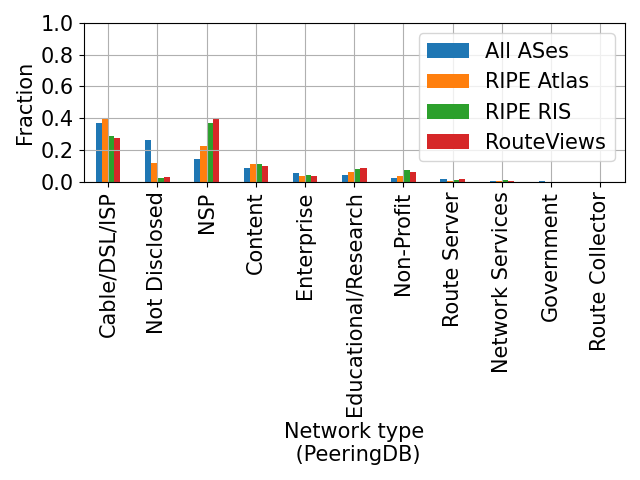 1.0
0.8
0.6
0.4
0.2
0.0
Fraction
All ASes
RIPE Atlas
RIPE RIS
RouteViews
Cable/DSL/ISP
Not Disclosed
NSP
Content
Enterprise
Educational/Research
Non-Profit
Route Server
Network Services
Government
Route Collector
Network type
(PeeringDB)